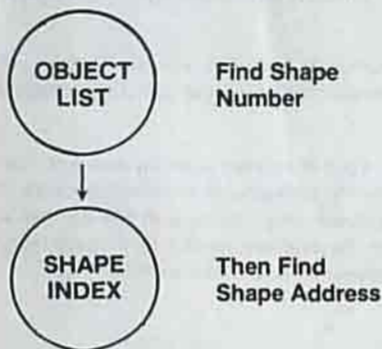 OBJECT
LIST
Find Shape
Number
SHAPE
INDEX
Then Find
Shape Address